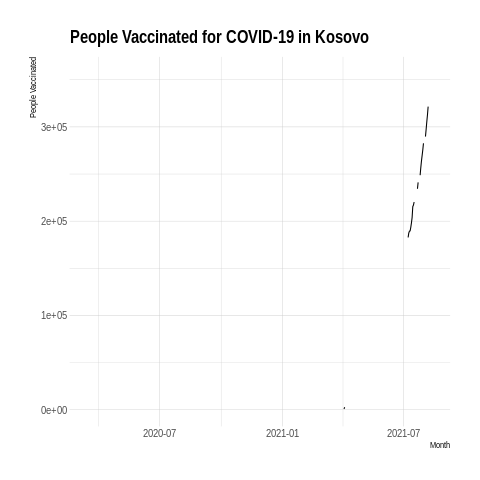 People Vaccinated for COVID-19 in Kosovo
People Vaccinated
3e+05
2e+05
1e+05
0e+00
2020-07
2021-01
2021-07
Month